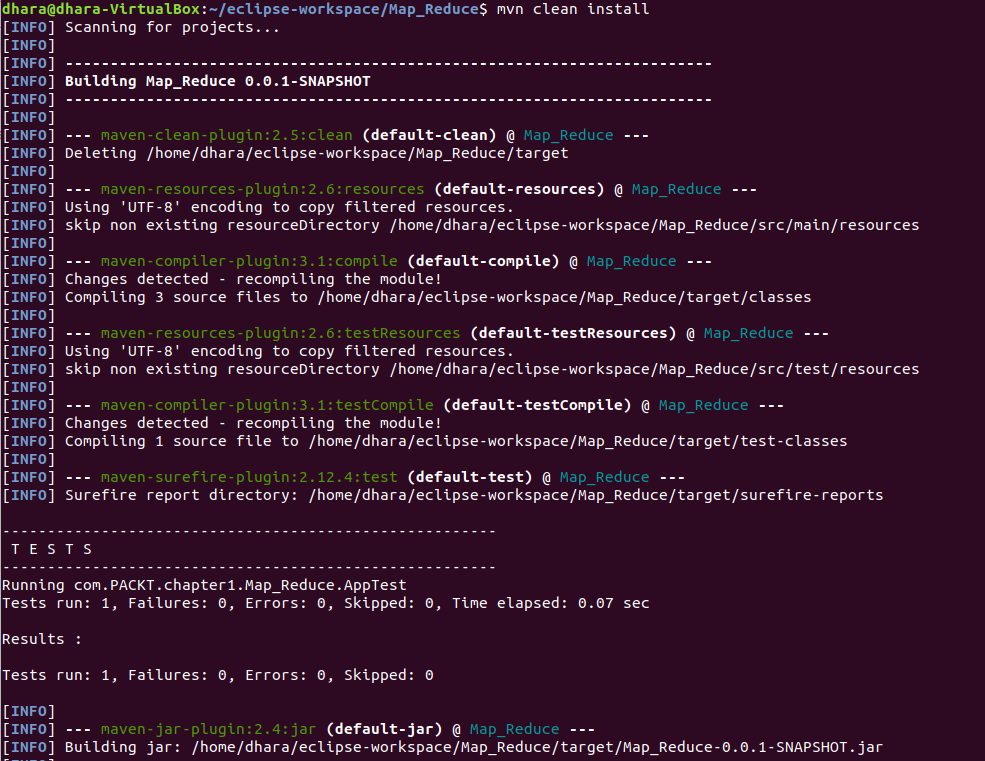 dhara@dhara-VirtualBox:~/eclipse-workspace/Map_Reduce$ mvn clean install
[INFO] Scanning for projects...
[INFO]
[INFO] ------------------------------------------------------------------------
[INFO] Building Map_Reduce 0.0.1-SNAPSHOT
[INFO] ------------------------------------------------------------------------
[INFO]
[INFO] --- maven-clean-plugin:2.5:clean (default-clean) @ Map_Reduce ---
[INFO] Deleting /home/dhara/eclipse-workspace/Map_Reduce/target
[INFO]
[INFO] --- maven-resources-plugin:2.6:resources (default-resources) @ Map_Reduce ---
[INFO] Using 'UTF-8' encoding to copy filtered resources.
[INFO] skip non existing resourceDirectory /home/dhara/eclipse-workspace/Map_Reduce/src/main/resources
[INFO]
[INFO] --- maven-compiler-plugin:3.1:compile (default-compile) @ Map_Reduce ---
[INFO] Changes detected - recompiling the module!
[INFO] Compiling 3 source files to /home/dhara/eclipse-workspace/Map_Reduce/target/classes
[INFO]
[INFO] --- maven-resources-plugin:2.6:testResources (default-testResources) @ Map_Reduce ---
[INFO] Using 'UTF-8' encoding to copy filtered resources.
[INFO] skip non existing resourceDirectory /home/dhara/eclipse-workspace/Map_Reduce/src/test/resources
[INFO]
[INFO] --- maven-compiler-plugin:3.1:testCompile (default-testCompile) @ Map_Reduce ---
[INFO] Changes detected - recompiling the module!
[INFO] Compiling 1 source file to /home/dhara/eclipse-workspace/Map_Reduce/target/test-classes
[INFO]
[INFO] --- maven-surefire-plugin:2.12.4:test (default-test) @ Map_Reduce ---
[INFO] Surefire report directory: /home/dhara/eclipse-workspace/Map_Reduce/target/surefire-reports
-------------------------------------------------------
T E S T S
-------------------------------------------------------
Running com.PACKT.chapter1.Map_Reduce.AppTest
Tests run: 1, Failures: 0, Errors: 0, Skipped: 0, Time elapsed: 0.07 sec
Results :
Tests run: 1, Failures: 0, Errors: 0, Skipped: 0
[INFO]
[INFO] --- maven-jar-plugin:2.4:jar (default-jar) @ Map_Reduce ---
[INFO] Building jar: /home/dhara/eclipse-workspace/Map_Reduce/target/Map_Reduce-0.0.1-SNAPSHOT.jar